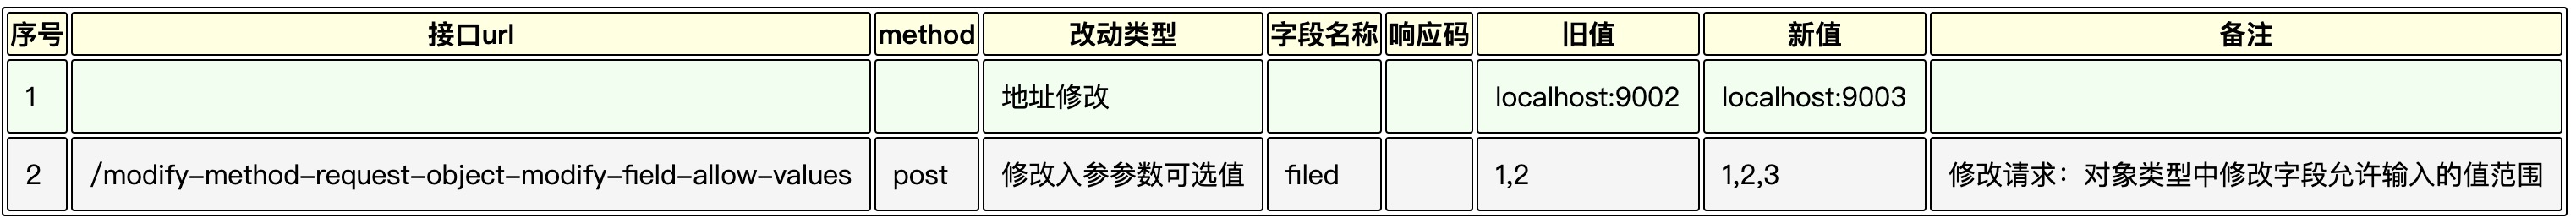 序号 接口url method 改动类型 字段名称 响应码 旧值 新值 备注
1 地址修改 localhost:9002 localhost:9003
2 /modify-method-request-object-modify-field-allow-values post 修改入参参数可选值 filed 1,2 1,2,3 修改请求：对象类型中修改字段允许输入的值范围